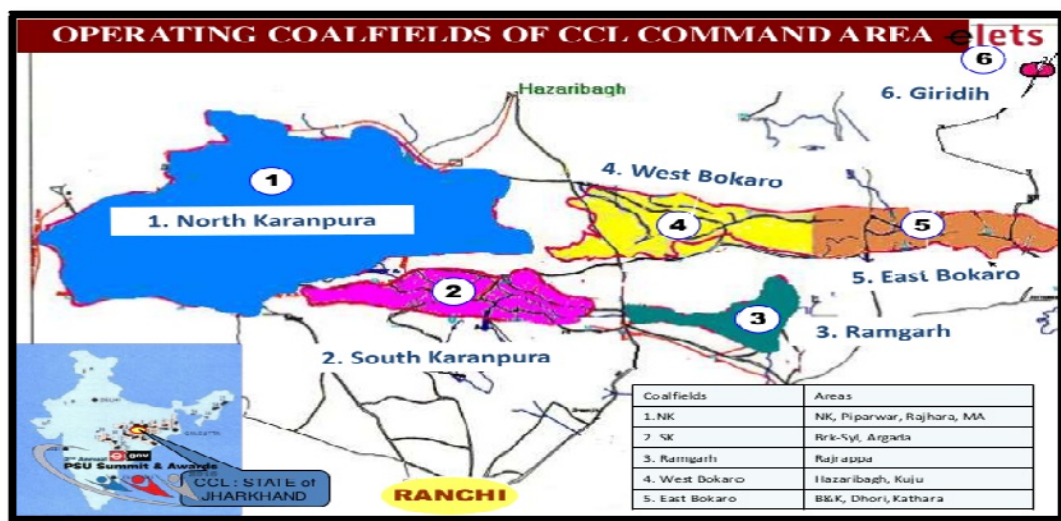 OPERATING COALFIELDS OF CCL COMMAND AREA
elets
6
6. Giridih
Hazaribagh
4. West Bokaro
1
1. North Karanpura
4
5
5. East Bokaro
2
3
3. Ramgarh
2. South Karanpura
Coalfields Areas
1.NK NK, Piparwar, Rajhara, MA
2. SK Brk-Syl, Argada
3. Ramgarh Rajrappa
4. West Bokaro Hazaribagh, Kuju
5. East Bokaro B&K, Dhori, Kathara
PSU Summit & Awards
CCL : STATE of
JHARKHAND
RANCHI